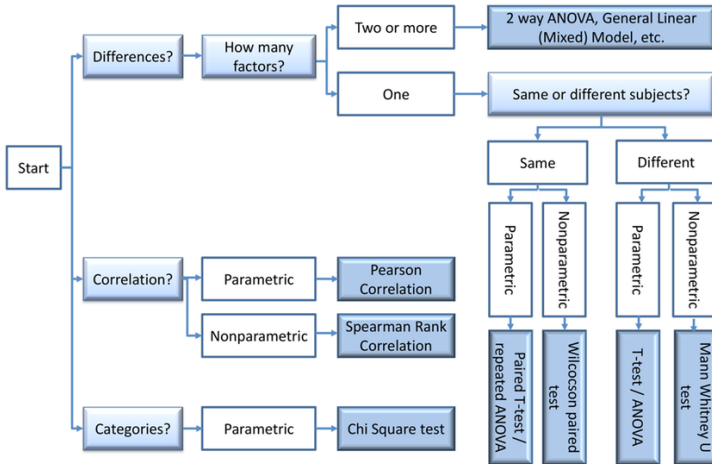 Start
Differences?
How many
factors?
Two or more
2 way ANOVA, General Linear
(Mixed) Model, etc.
One
Same or different subjects?
Same
Different
Parametric
Nonparametric
Parametric
Nonparametric
Paired T-test /
repeated ANOVA
Wilcocson paired
test
T-test / ANOVA
Mann Whitney U
test
Correlation?
Parametric
Pearson
Correlation
Nonparametric
Spearman Rank
Correlation
Categories?
Parametric
Chi Square test